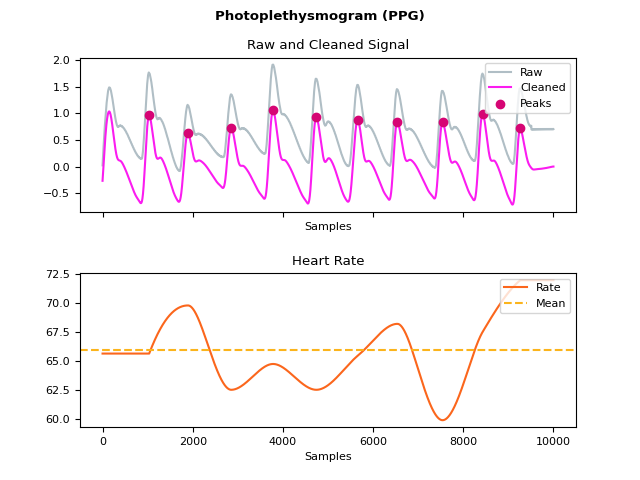 Photoplethysmogram (PPG)
Raw and Cleaned Signal
2.0
1.5
1.0
0.5
0.0
−0.5
Raw
Cleaned
Peaks
Samples
Heart Rate
72.5
70.0
67.5
65.0
62.5
60.0
Rate
Mean
0
2000
4000
6000
8000
10000
Samples